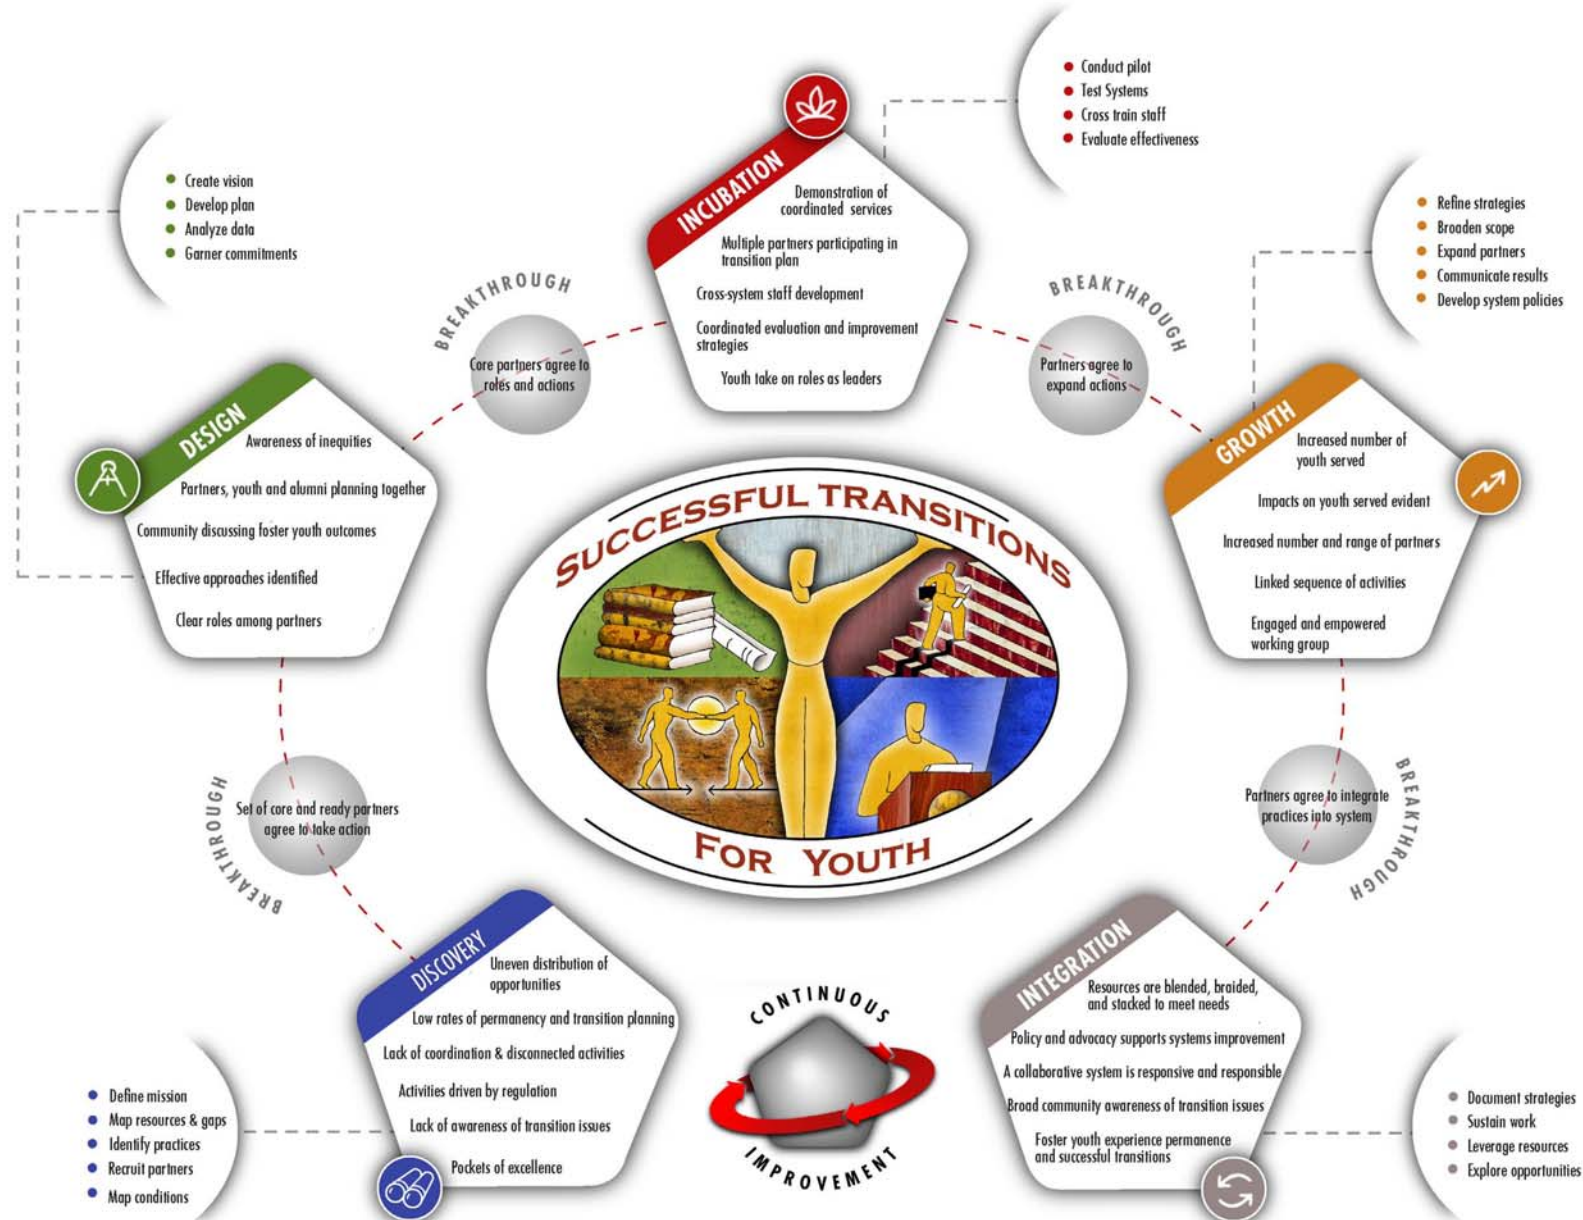 Conduct pilot
Test Systems
Cross train staff
Evaluate effectiveness
Create vision
Develop plan
Analyze data
Garner commitments
Refine strategies
Broaden scope
Expand partners
Communicate results
Develop system policies
INCUBATION
Demonstration of
coordinated services
Multiple partners participating in
transition plan
Cross-system staff development
Coordinated evaluation and improvement
strategies
Youth take on roles as leaders
BREAKTHROUGH
Core partners agree to
roles and actions
BREAKTHROUGH
Partners agree to
expand actions
DESIGN
Awareness of inequities
Partners, youth and alumni planning together
Community discussing foster youth outcomes
Effective approaches identified
Clear roles among partners
GROWTH
Increased number of
youth served
Impacts on youth served evident
Increased number and range of partners
Linked sequence of activities
Engaged and empowered
working group
SUCCESSFUL TRANSITIONS
FOR YOUTH
BREAKTHROUGH
Set of core and ready partners
agree to take action
BREAKTHROUGH
Partners agree to integrate
practices into system
DISCOVERY
Uneven distribution of
opportunities
Low rates of permanency and transition planning
Lack of coordination & disconnected activities
Activities driven by regulation
Lack of awareness of transition issues
Pockets of excellence
CONTINUOUS
IMPROVEMENT
INTEGRATION
Resources are blended, braided,
and stacked to meet needs
Policy and advocacy supports systems improvement
A collaborative system is responsive and responsible
Broad community awareness of transition issues
Foster youth experience permanence
and successful transitions
Define mission
Map resources & gaps
Identify practices
Recruit partners
Map conditions
Document strategies
Sustain work
Leverage resources
Explore opportunities